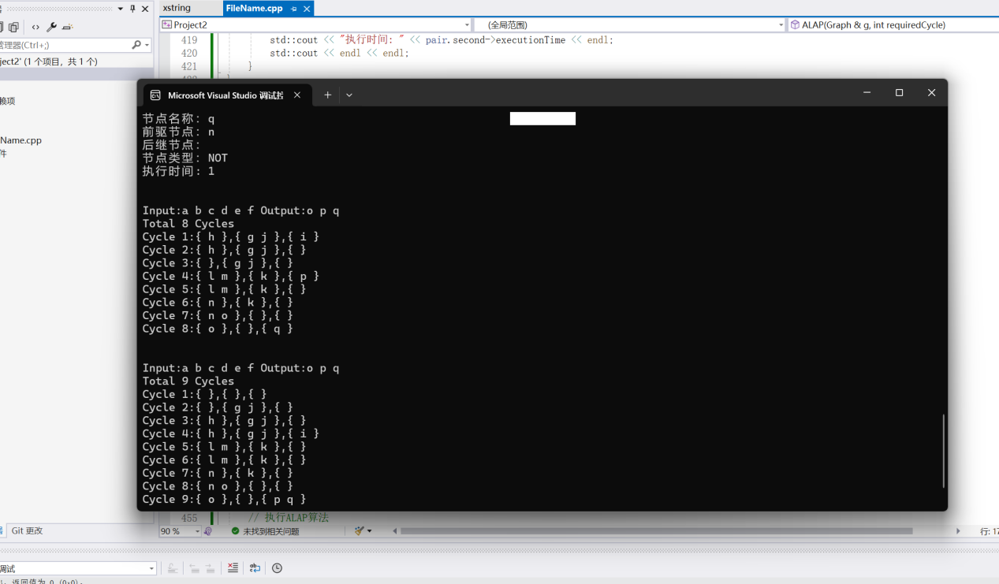 xstring
FileName.cpp
Project2
(全局范围)
ALAP(Graph & g, int requiredCycle)
管理器(Ctrl+;)
ject2' (1 个项目，共 1 个)
赖项
Name.cpp
件
419 std::cout << "执行时间: " << pair.second->executionTime << endl;
420 std::cout << endl << endl;
421 }
Microsoft Visual Studio 调试控
节点名称: q
前驱节点: n
后继节点:
节点类型: NOT
执行时间: 1
Input:a b c d e f Output:o p q
Total 8 Cycles
Cycle 1:{ h },{ g j },{ i }
Cycle 2:{ h },{ g j },{ }
Cycle 3:{ },{ g j },{ }
Cycle 4:{ l m },{ k },{ p }
Cycle 5:{ l m },{ k },{ }
Cycle 6:{ n },{ k },{ }
Cycle 7:{ n o },{ },{ }
Cycle 8:{ o },{ },{ q }
Input:a b c d e f Output:o p q
Total 9 Cycles
Cycle 1:{ },{ },{ }
Cycle 2:{ },{ g j },{ }
Cycle 3:{ h },{ g j },{ }
Cycle 4:{ h },{ g j },{ i }
Cycle 5:{ l m },{ k },{ }
Cycle 6:{ l m },{ k },{ }
Cycle 7:{ n },{ k },{ }
Cycle 8:{ n o },{ },{ }
Cycle 9:{ o },{ },{ p q }
455 // 执行ALAP算法
Git 更改
90 %
未找到相关问题
行: 17
调试
返回值为 0 (0x0)。